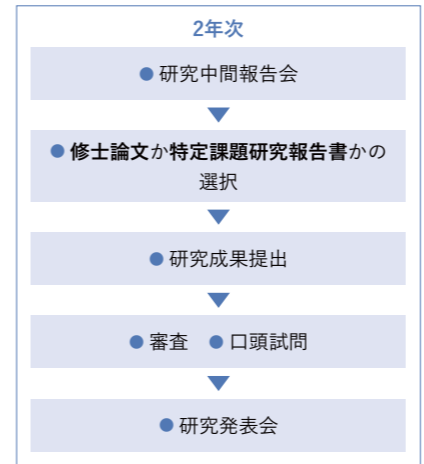 2年次
● 研究中間報告会
▼
● 修士論文か特定課題研究報告書かの
選択
▼
● 研究成果提出
▼
● 審査　● 口頭試問
▼
● 研究発表会